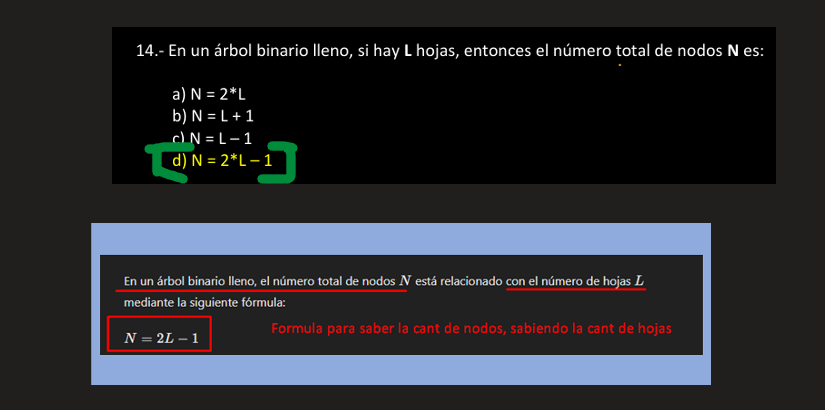 14.- En un árbol binario lleno, si hay L hojas, entonces el número total de nodos N es:
a) N = 2*L
b) N = L + 1
c) N = L – 1
d) N = 2*L – 1
En un árbol binario lleno, el número total de nodos N está relacionado con el número de hojas L
mediante la siguiente fórmula:
N = 2L − 1
Formula para saber la cant de nodos, sabiendo la cant de hojas